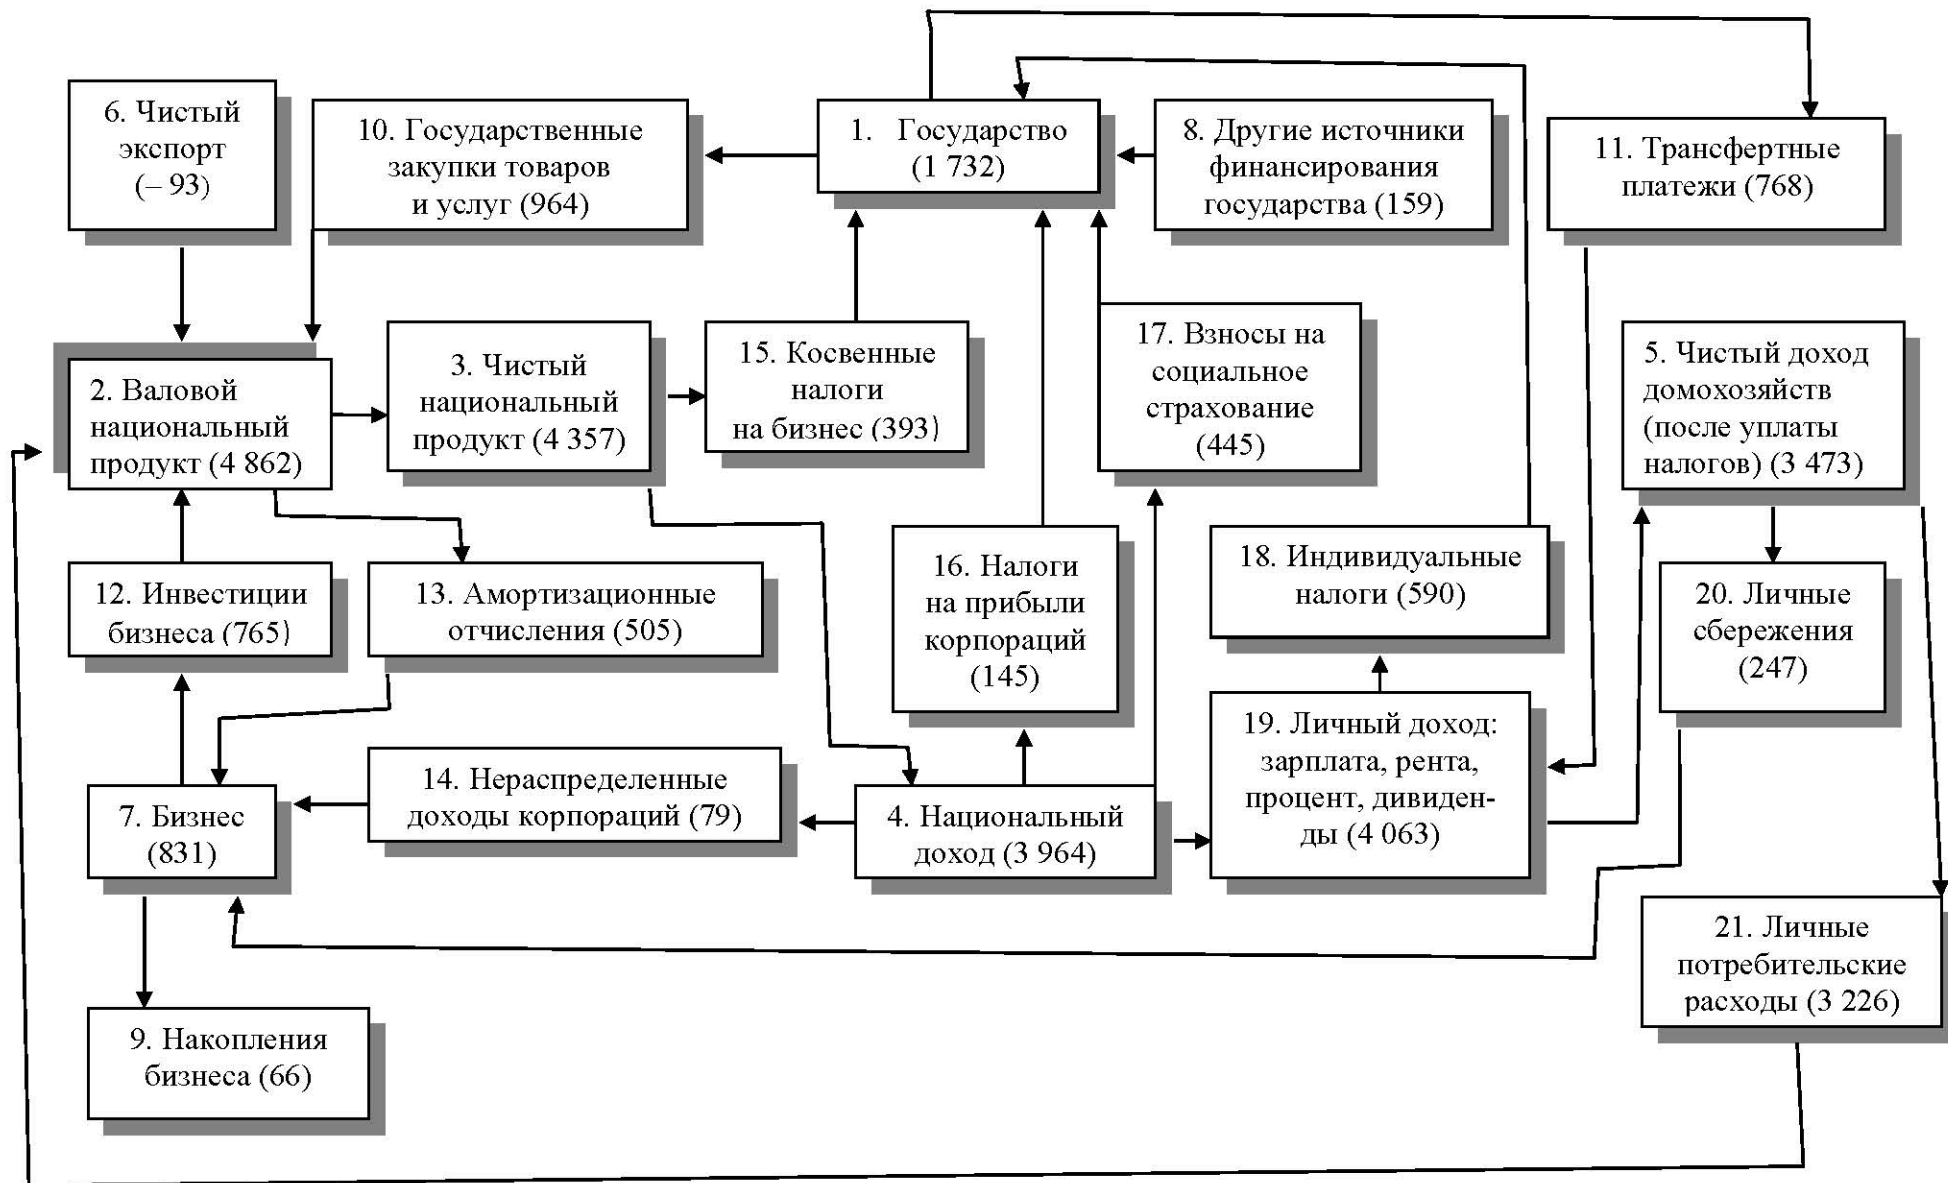 6. Чистый
экспорт
(– 93)
10. Государственные
закупки товаров
и услуг (964)
1. Государство
(1 732)
8. Другие источники
финансирования
государства (159)
11. Трансфертные
платежи (768)
2. Валовой
национальный
продукт (4 862)
3. Чистый
национальный
продукт (4 357)
15. Косвенные
налоги
на бизнес (393)
17. Взносы на
социальное
страхование
(445)
5. Чистый доход
домохозяйств
(после уплаты
налогов) (3 473)
12. Инвестиции
бизнеса (765)
13. Амортизационные
отчисления (505)
16. Налоги
на прибыли
корпораций
(145)
18. Индивидуальные
налоги (590)
20. Личные
сбережения
(247)
7. Бизнес
(831)
14. Нераспределенные
доходы корпораций (79)
4. Национальный
доход (3 964)
19. Личный доход:
зарплата, рента,
процент, дивиден-
ды (4 063)
21. Личные
потребительские
расходы (3 226)
9. Накопления
бизнеса (66)